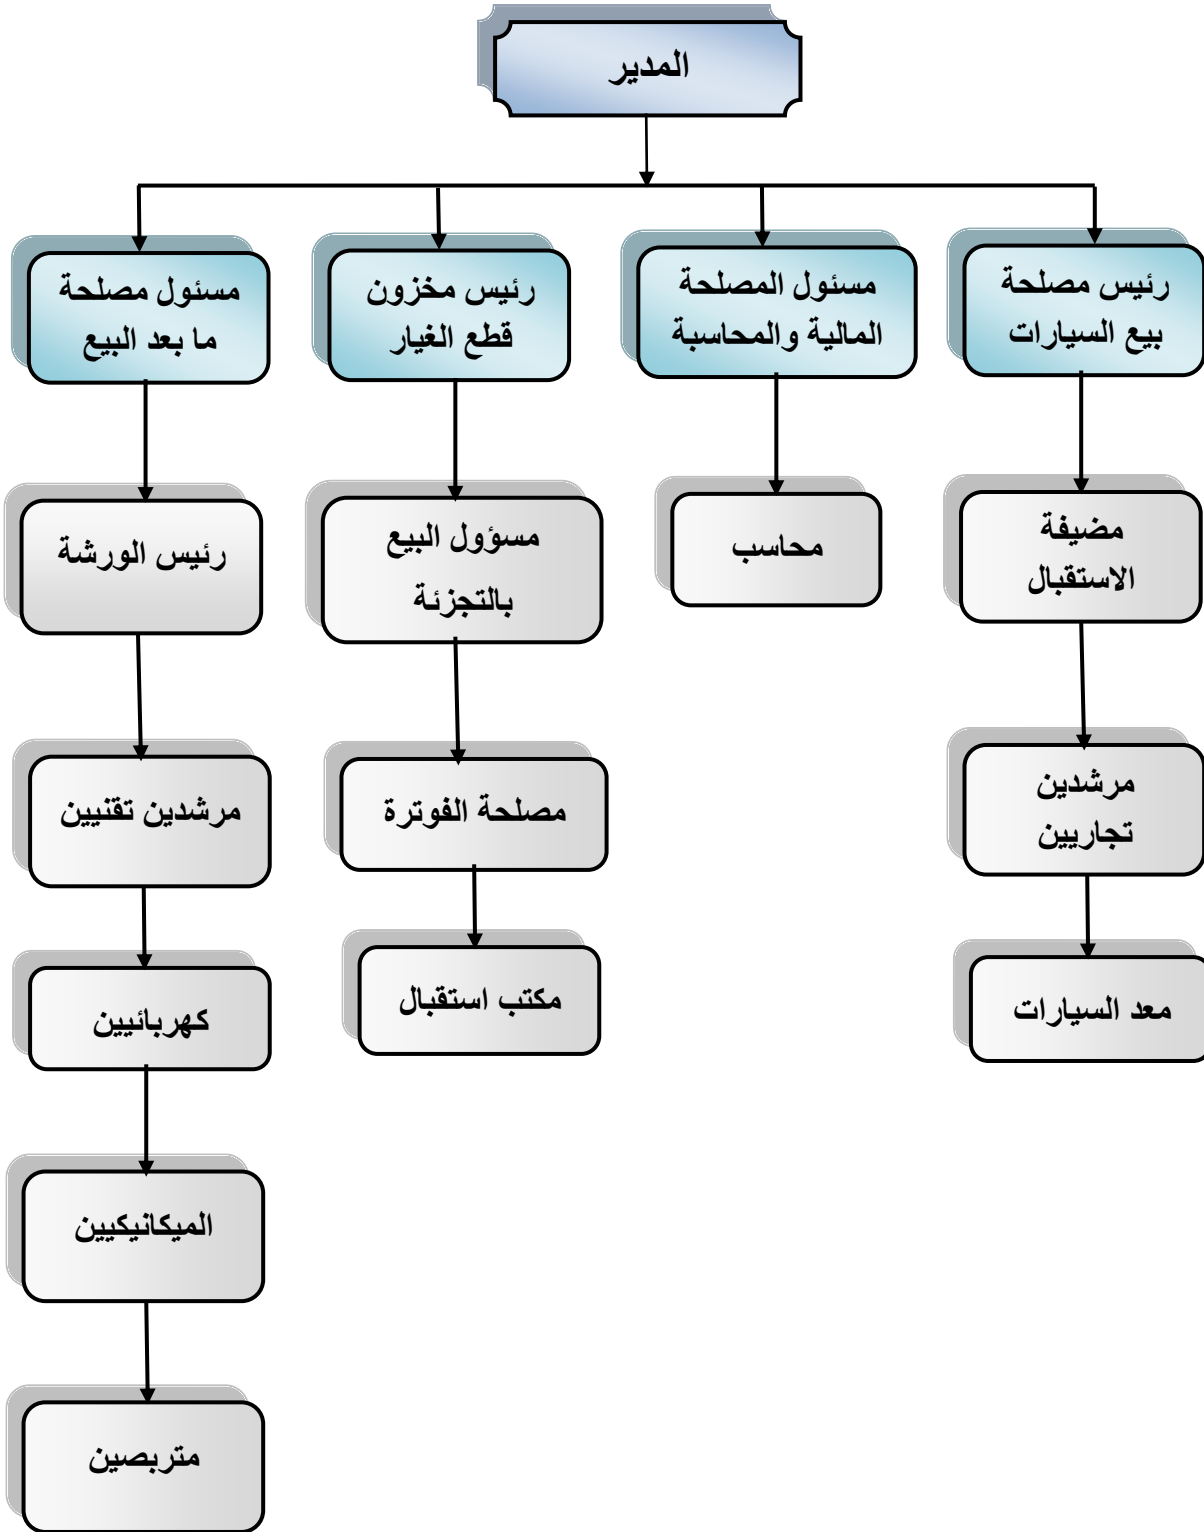 المدير
رئيس مصلحة
بيع السيارات
مسئول المصلحة
المالية والمحاسبة
رئيس مخزون
قطع الغيار
مسئول مصلحة
ما بعد البيع
مضيفة
الاستقبال
محاسب
مسؤول البيع
بالتجزئة
رئيس الورشة
مرشدين
تجاريين
مصلحة الفوترة
مرشدين تقنيين
معد السيارات
مكتب استقبال
كهربائيين
الميكانيكيين
متربصين